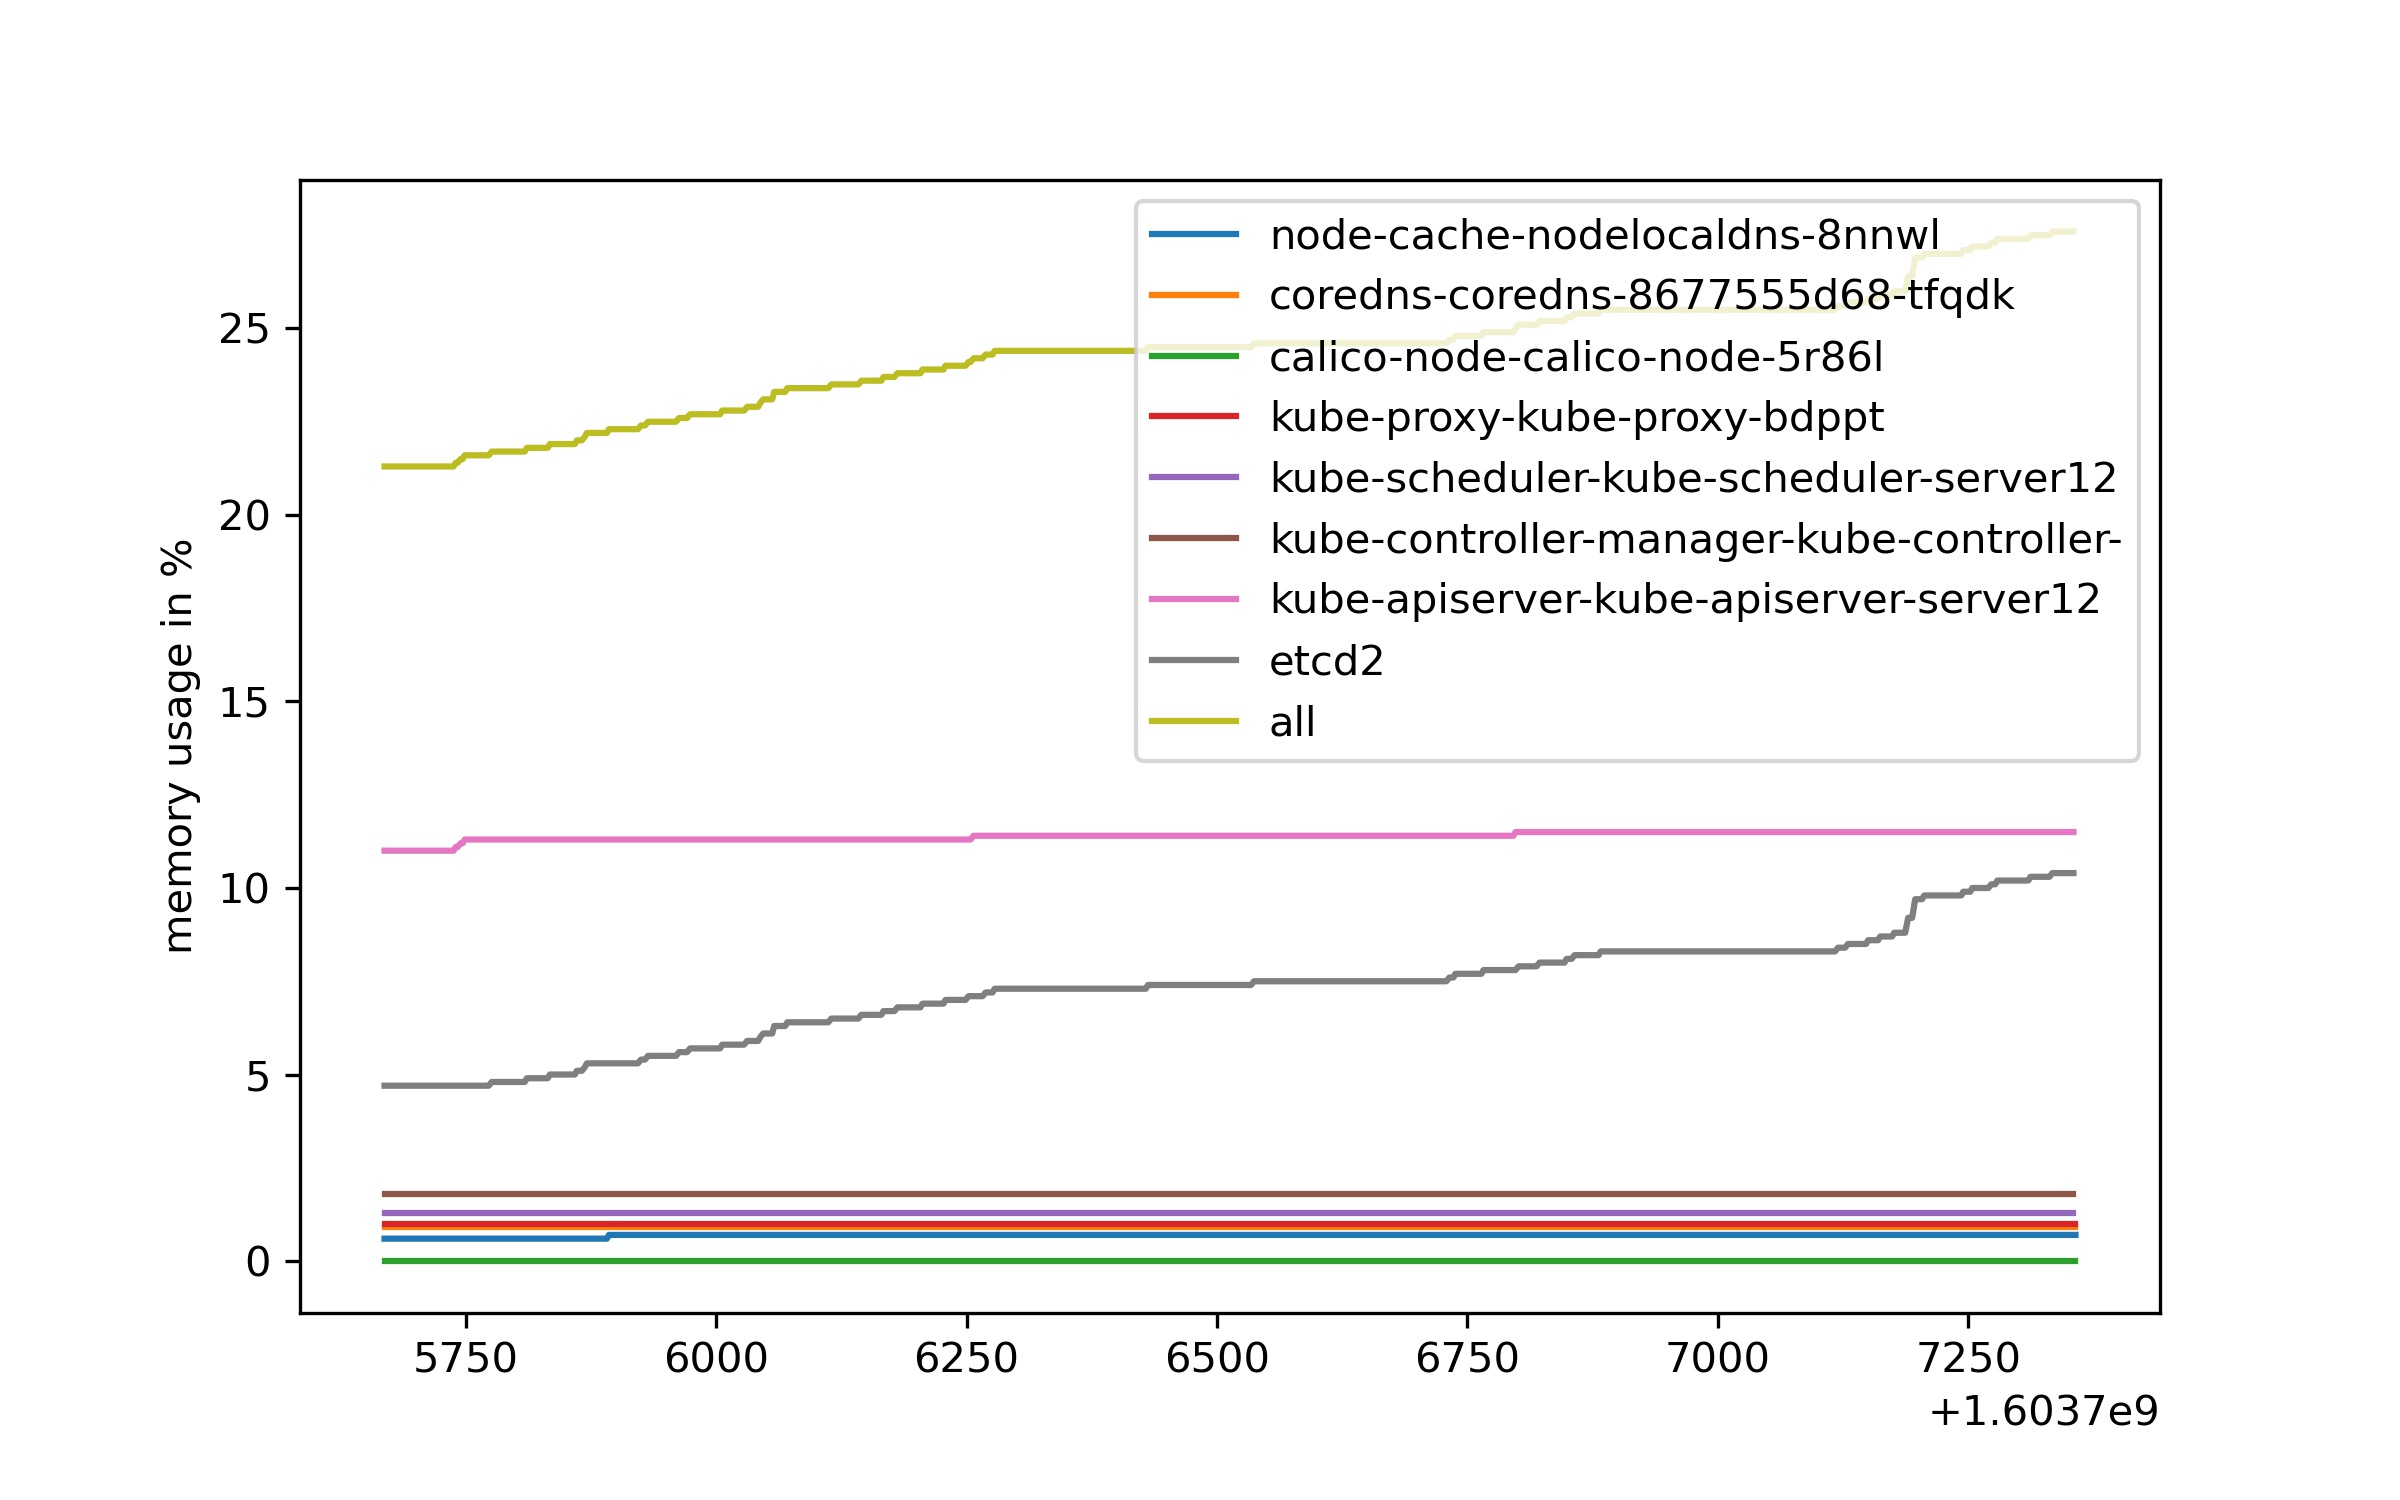 node-cache-nodelocaldns-8nnwl
coredns-coredns-8677555d68-tfqdk
calico-node-calico-node-5r86l
kube-proxy-kube-proxy-bdppt
kube-scheduler-kube-scheduler-server12
kube-controller-manager-kube-controller-
kube-apiserver-kube-apiserver-server12
etcd2
all
memory usage in %
25
20
15
10
5
0
5750 6000 6250 6500 6750 7000 7250
+1.6037e9